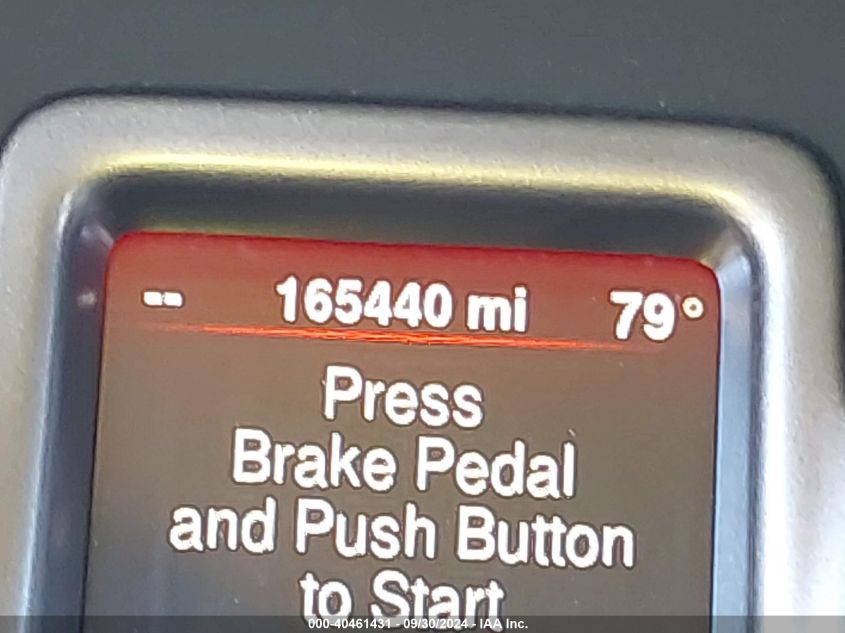 -- 165440 mi 79°
Press
Brake Pedal
and Push Button
to Start
000-40461431 - 09/30/2024 - IAA Inc.